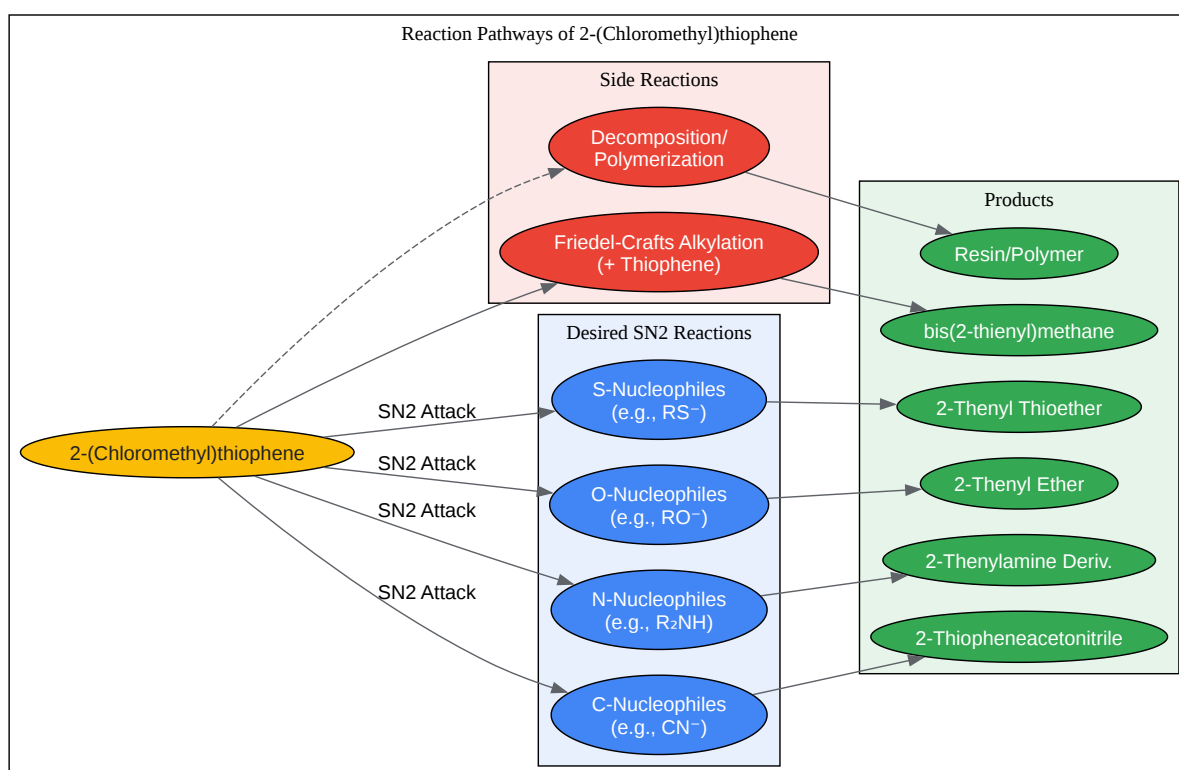 Reaction Pathways of 2-(Chloromethyl)thiophene
Side Reactions
Decomposition/
Polymerization
Friedel-Crafts Alkylation
(+ Thiophene)
Products
Resin/Polymer
bis(2-thienyl)methane
2-Thenyl Thioether
2-Thenyl Ether
2-Thenylamine Deriv.
2-Thiopheneacetonitrile
Desired SN2 Reactions
S-Nucleophiles
(e.g., RS⁻)
O-Nucleophiles
(e.g., RO⁻)
N-Nucleophiles
(e.g., R₂NH)
C-Nucleophiles
(e.g., CN⁻)
2-(Chloromethyl)thiophene
SN2 Attack
SN2 Attack
SN2 Attack
SN2 Attack